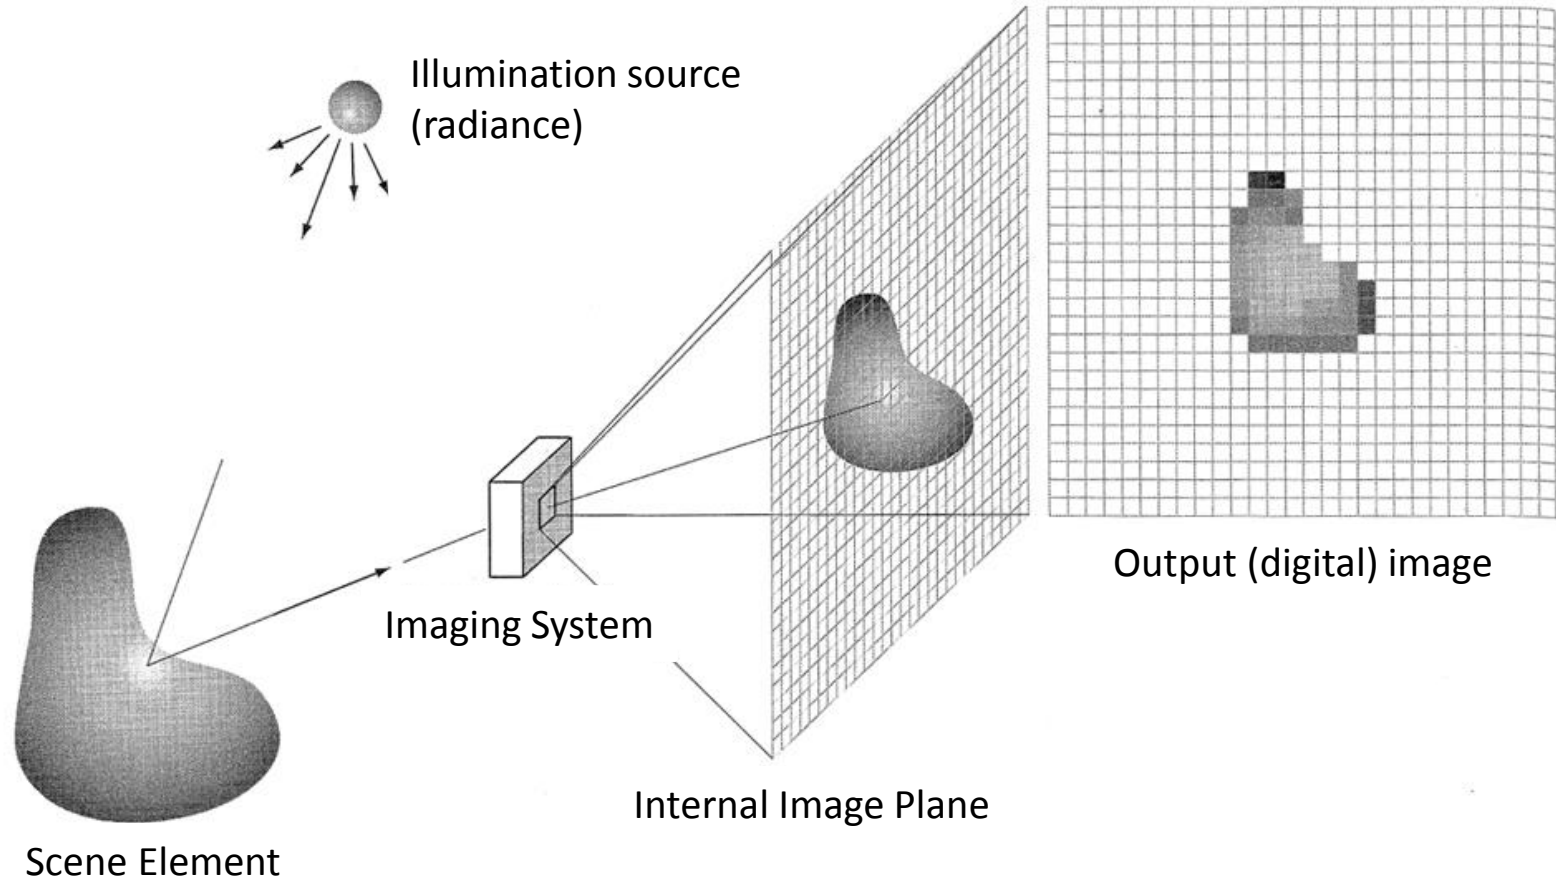 Illumination source
(radiance)
Output (digital) image
Imaging System
Internal Image Plane
Scene Element